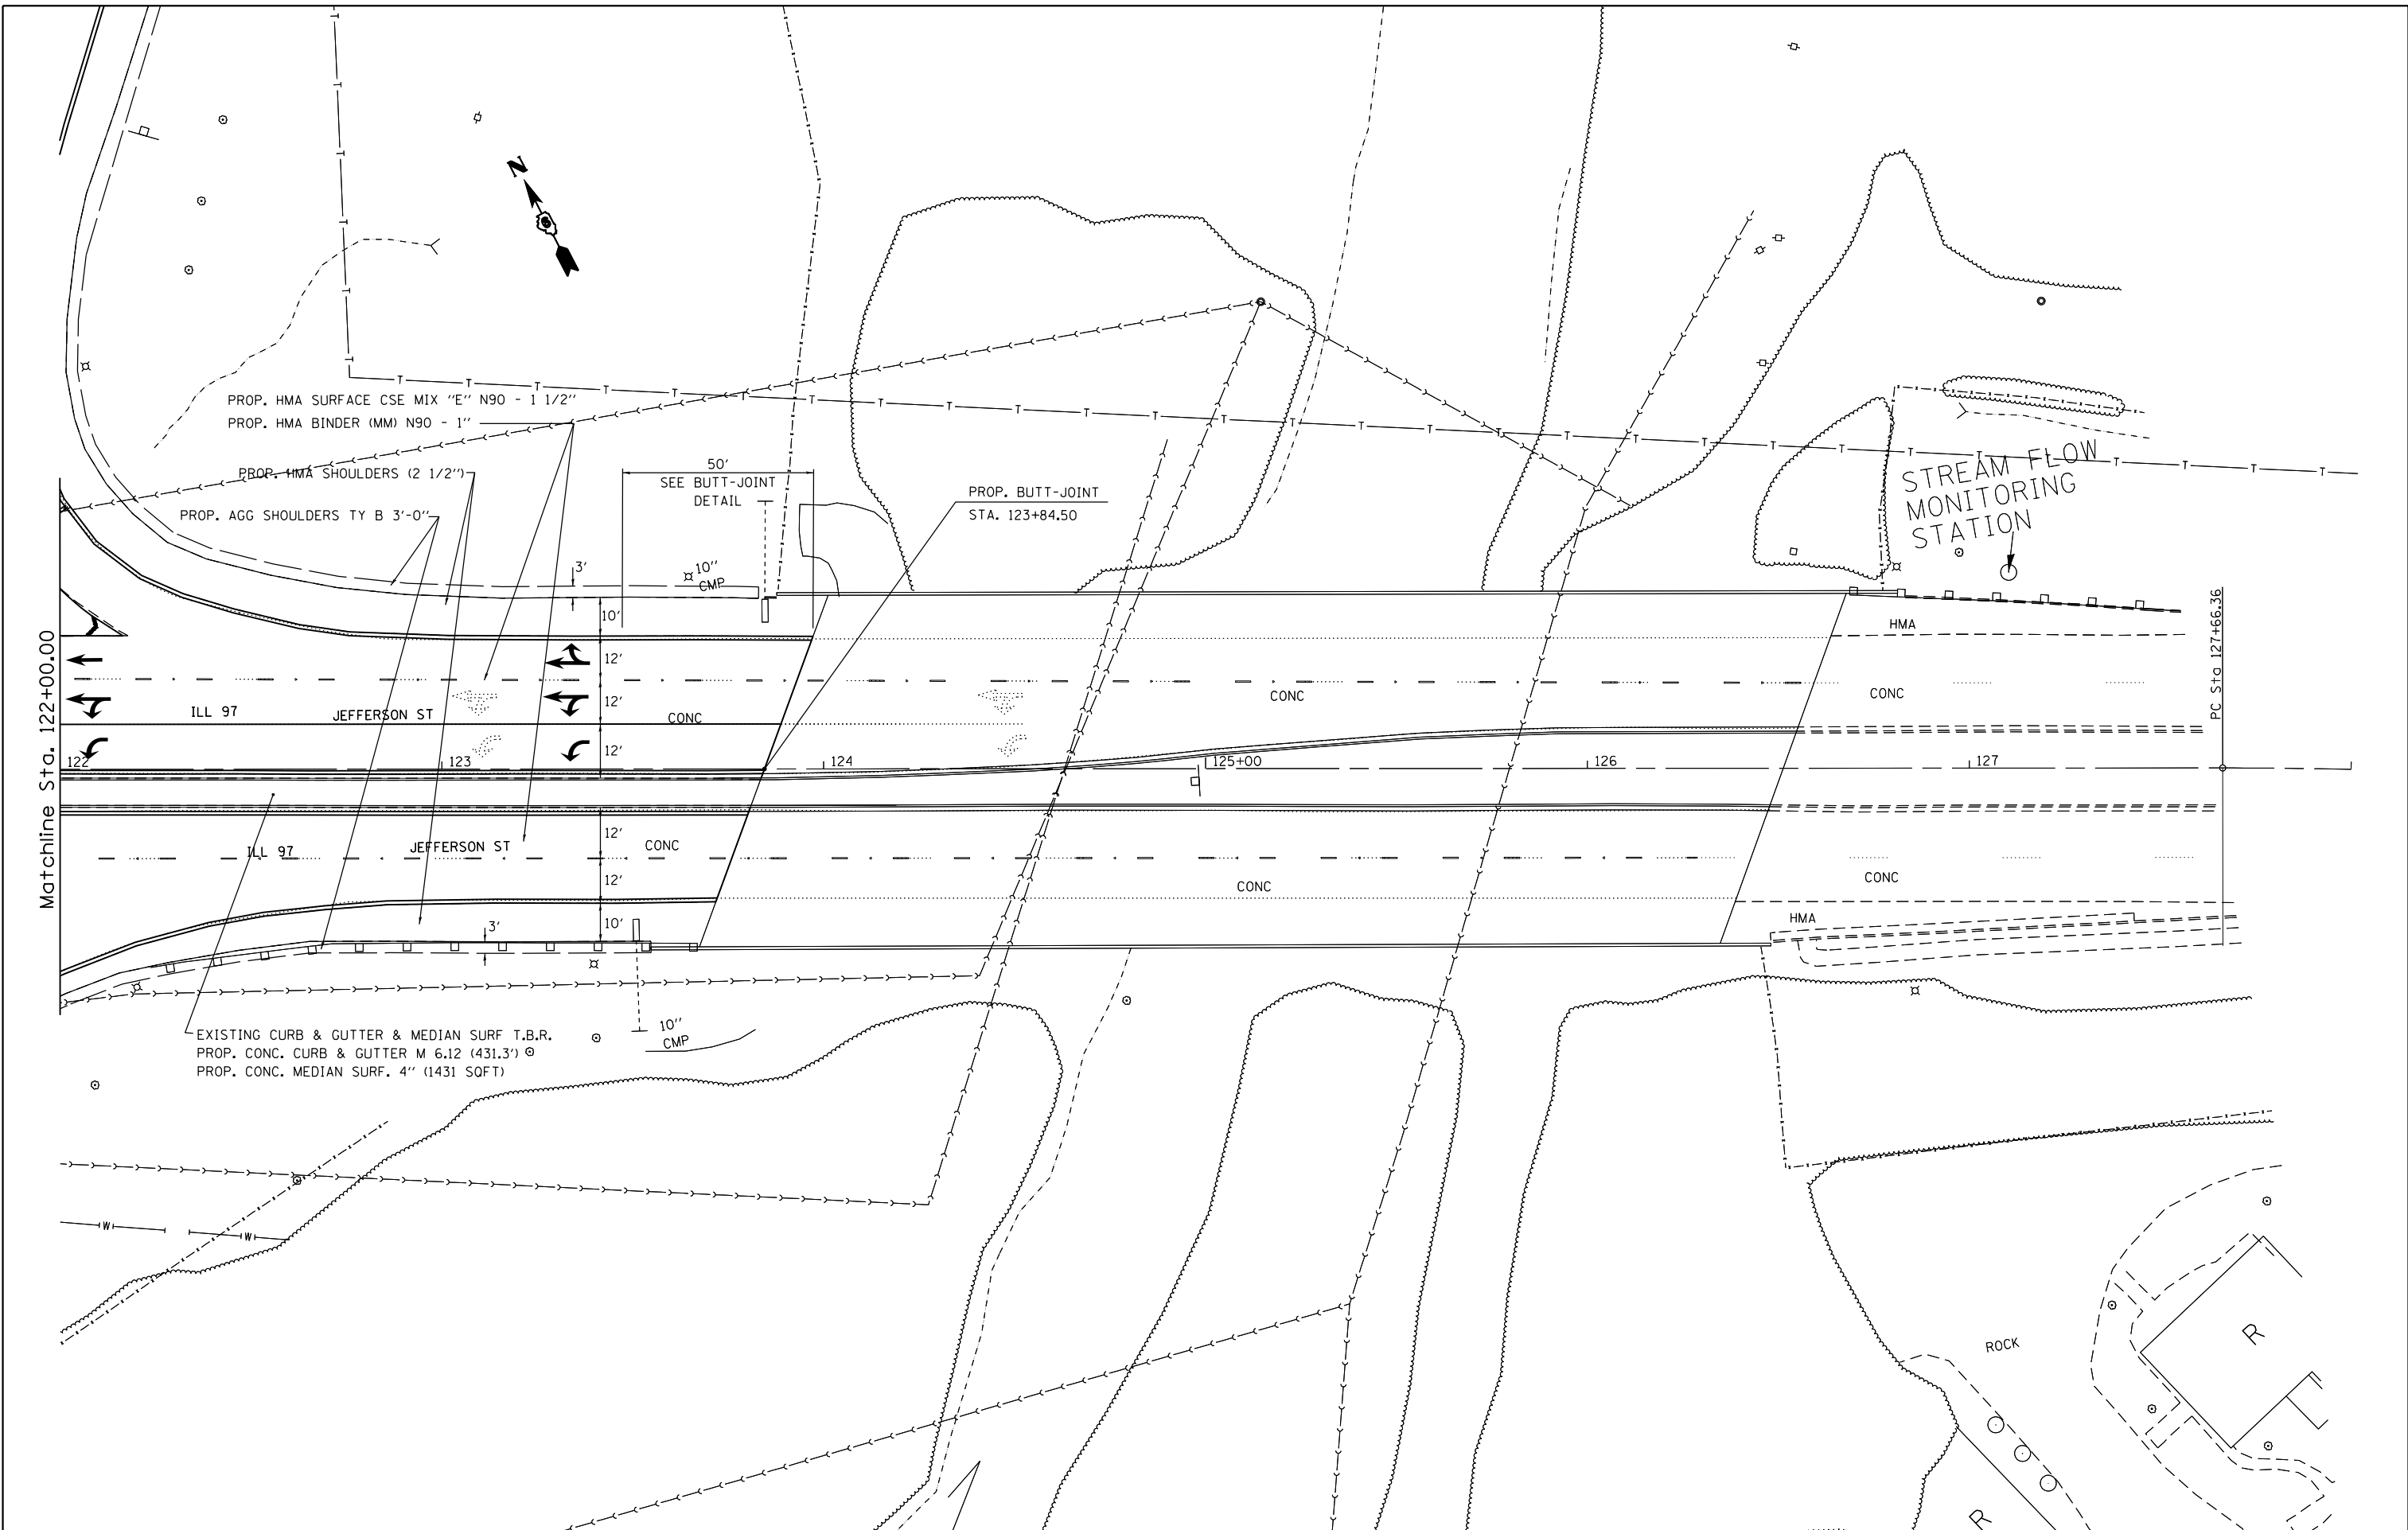 N
PROP. HMA SURFACE CSE MIX "E" N90 - 1 1/2"
PROP. HMA BINDER (MM) N90 - 1"
PROP. HMA SHOULDERS (2 1/2")
PROP. AGG SHOULDERS TY B 3'-0"
50'
SEE BUTT-JOINT
DETAIL
PROP. BUTT-JOINT
STA. 123+84.50
STREAM FLOW
MONITORING
STATION
3'
10"
CMP
10'
HMA
12'
12'
CONC
CONC
ILL 97
JEFFERSON ST
CONC
12'
122
123
124
125+00
126
127
Matchline Sta. 122+00.00
PC Sta 127+66.36
12'
CONC
ILL 97
JEFFERSON ST
12'
CONC
CONC
10'
3'
HMA
10"
CMP
EXISTING CURB & GUTTER & MEDIAN SURF T.B.R.
PROP. CONC. CURB & GUTTER M 6.12 (431.3')
PROP. CONC. MEDIAN SURF. 4" (1431 SQFT)
T T T T T T T T T T T T T T T T T T T T T T T T T T T T T T T T T T T
W
W
ROCK
R
R